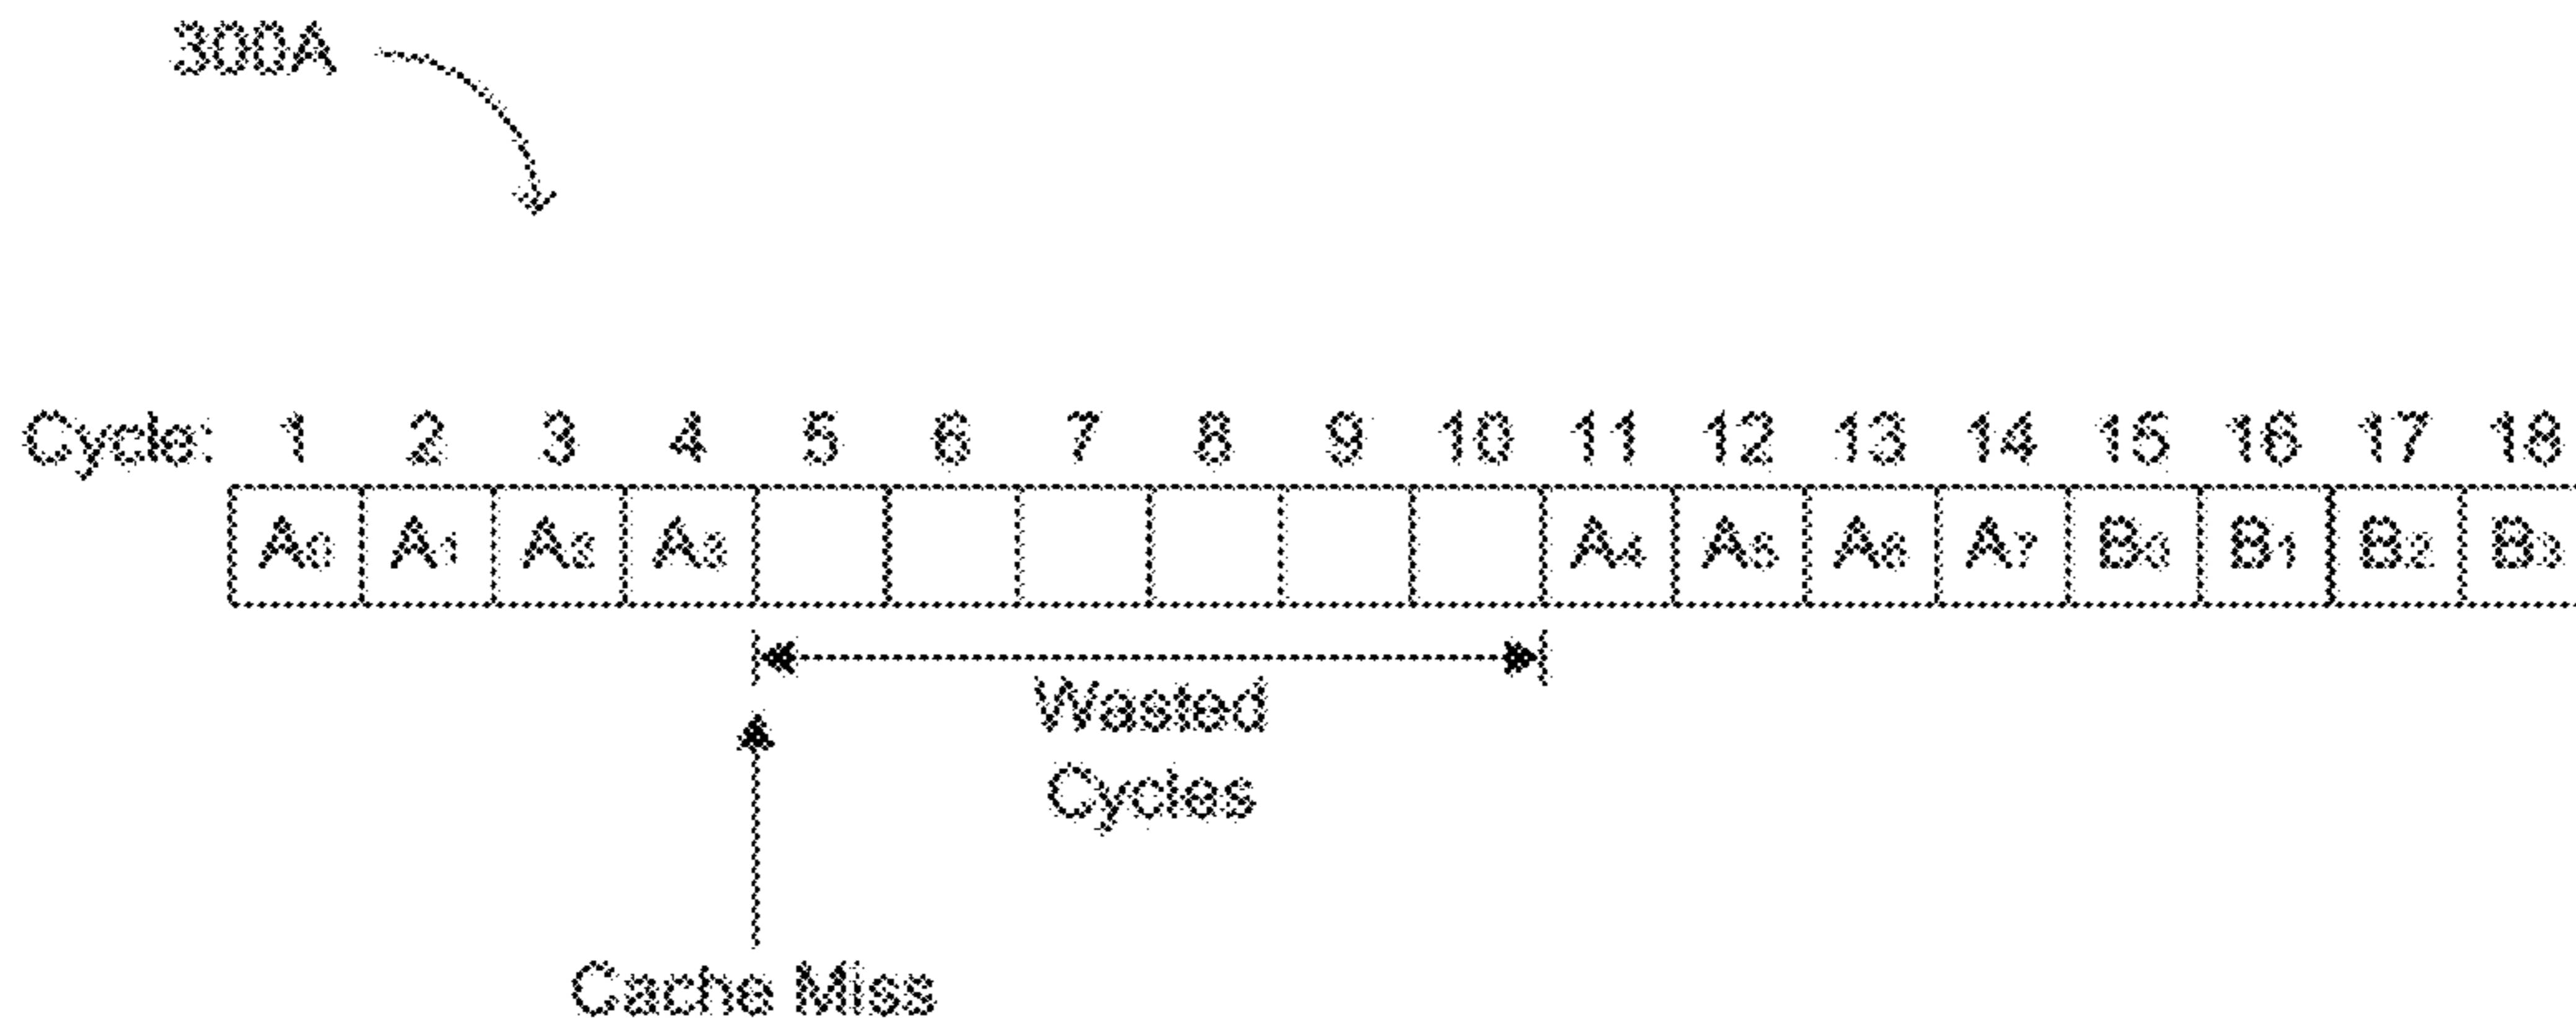 300A
Cycle: 1 2 3 4 5 6 7 8 9 10 11 12 13 14 15 16 17 18
A0 A1 A2 A3 A4 A5 A6 A7 B0 B1 B2 B3
Wasted
Cycles
Cache Miss